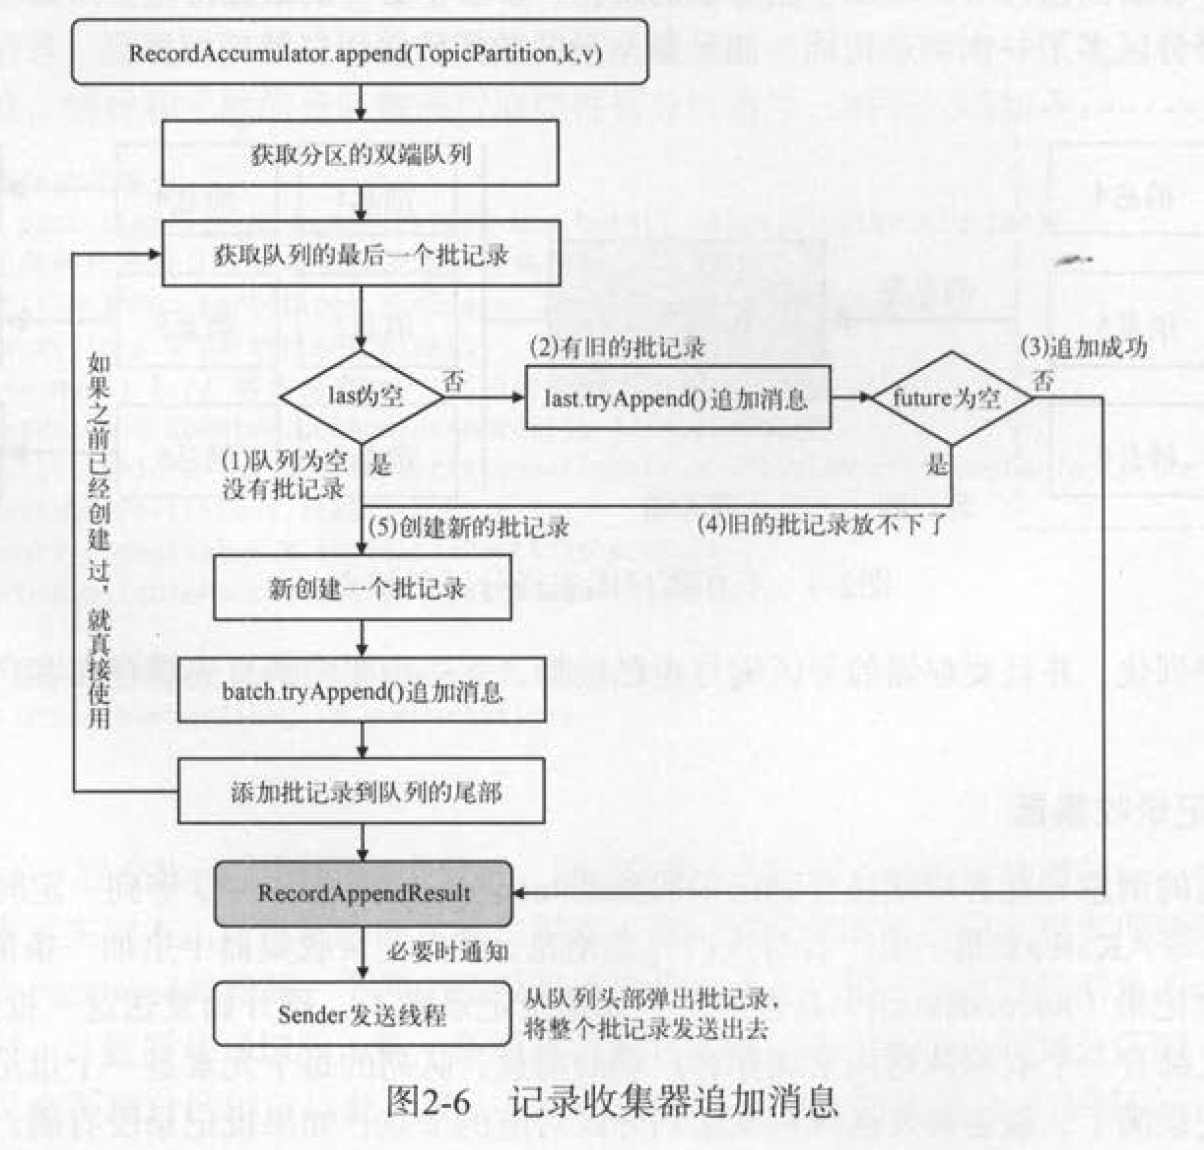 RecordAccumulator.append(TopicPartition,k,v)
获取分区的双端队列
获取队列的最后一个批记录
如果之前已经创建过,就直接使用
last为空
否
(2)有旧的批记录
last.tryAppend()追加消息
future为空
否
(3)追加成功
(1)队列为空
没有批记录
是
是
(4)旧的批记录放不下了
(5)创建新的批记录
新创建一个批记录
batch.tryAppend()追加消息
添加批记录到队列的尾部
RecordAppendResult
必要时通知
Sender发送线程
从队列头部弹出批记录，
将整个批记录发送出去
图2-6 记录收集器追加消息